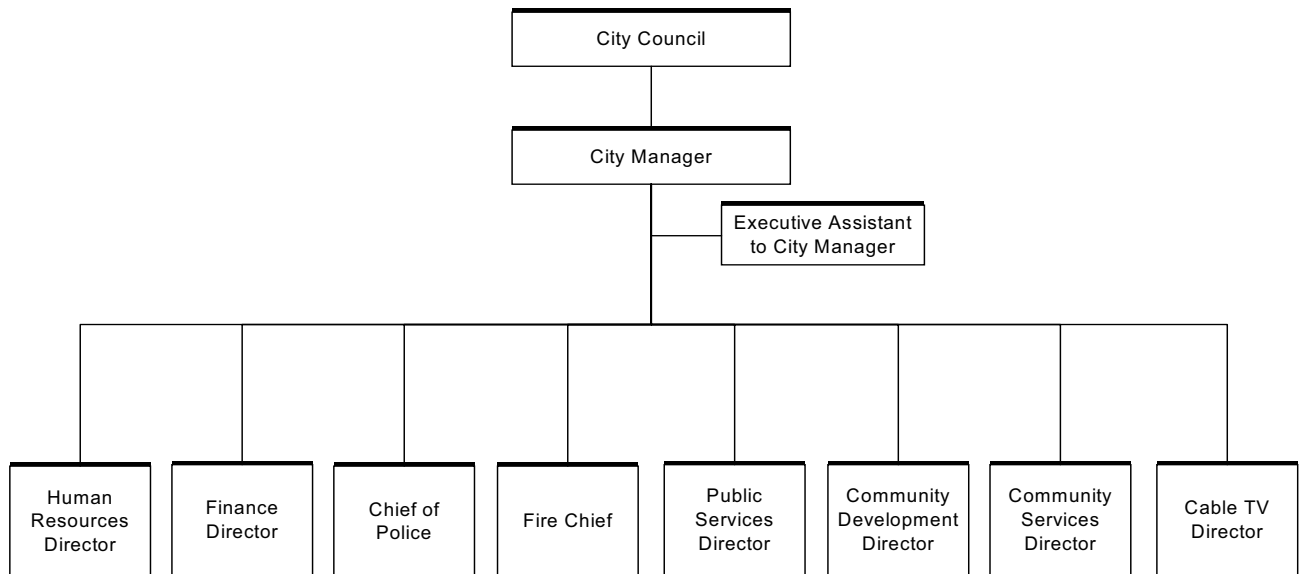 City Council
City Manager
Executive Assistant
to City Manager
Human
Resources
Director
Finance
Director
Chief of
Police
Fire Chief
Public
Services
Director
Community
Development
Director
Community
Services
Director
Cable TV
Director